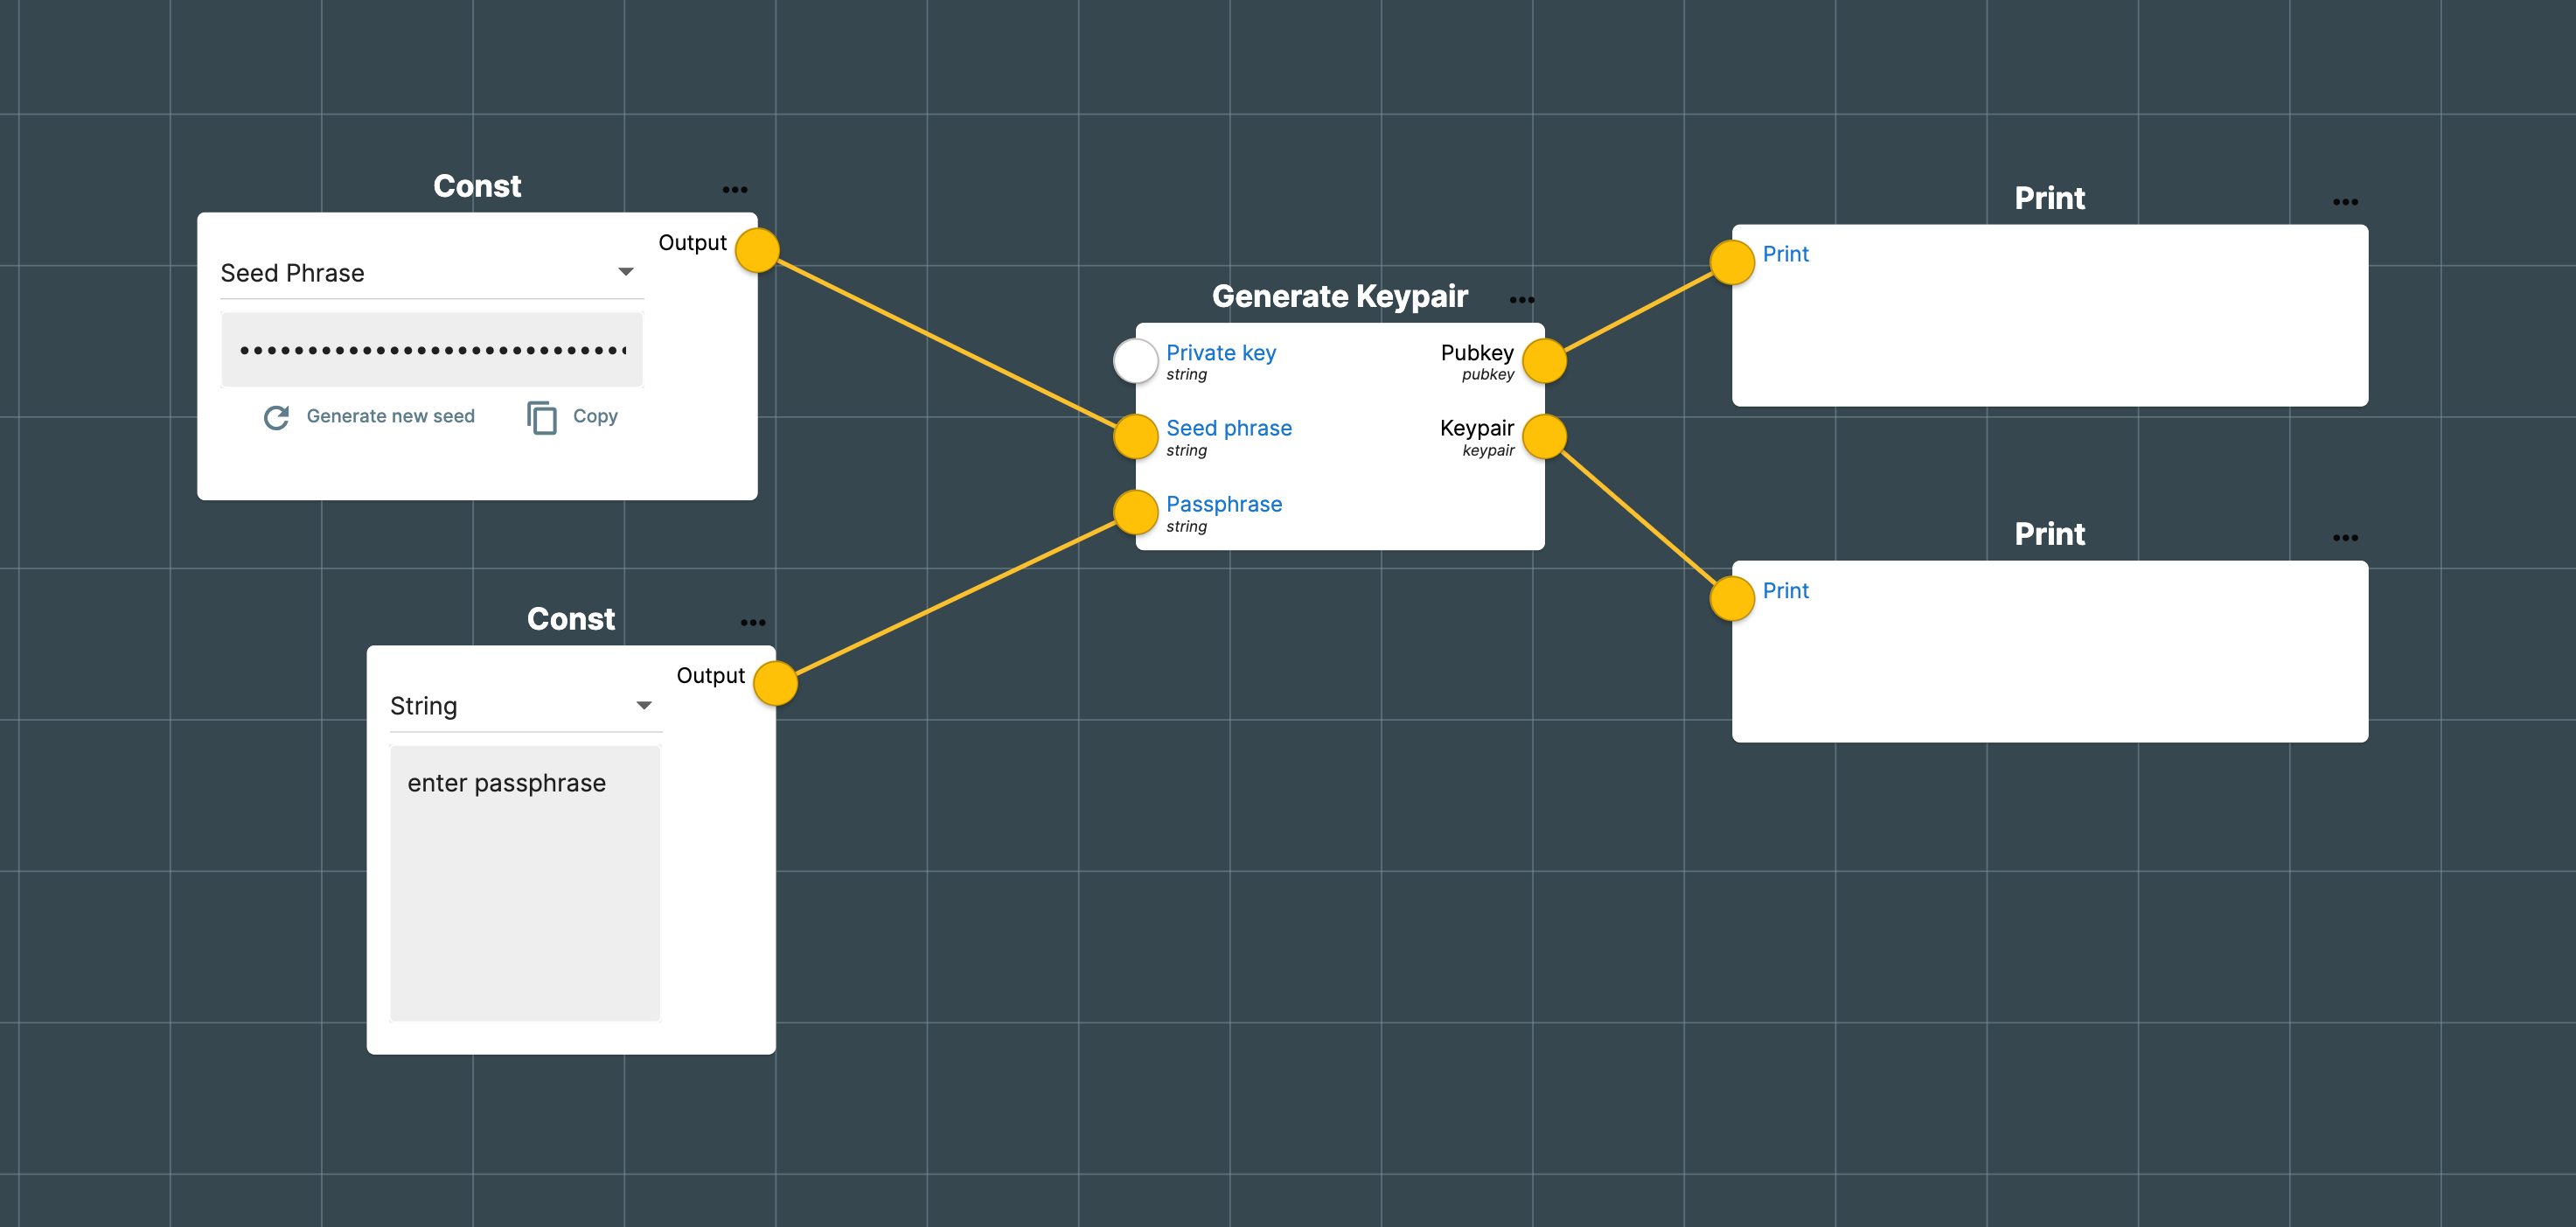 Const
Output
Seed Phrase
Generate new seed
Copy
Const
Output
String
enter passphrase
Generate Keypair
Private key
string
Seed phrase
string
Passphrase
string
Pubkey
pubkey
Keypair
keypair
Print
Print
Print
Print